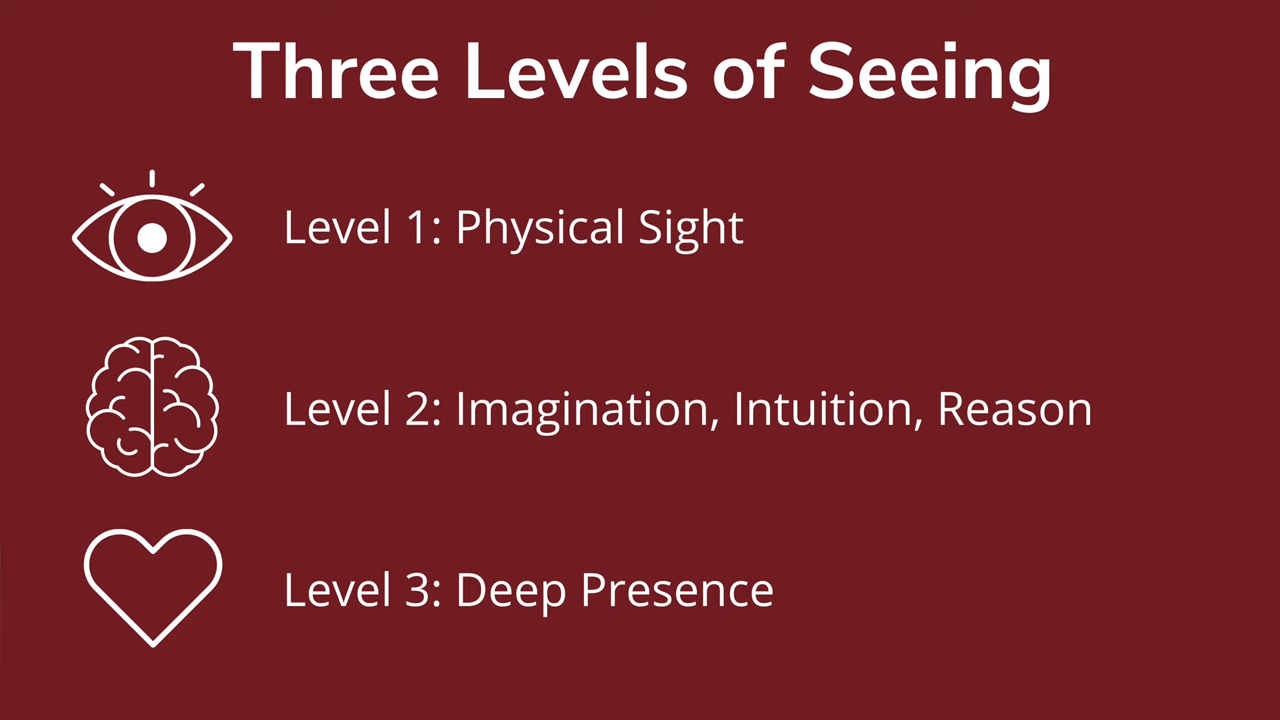 Three Levels of Seeing
Level 1: Physical Sight
Level 2: Imagination, Intuition, Reason
Level 3: Deep Presence